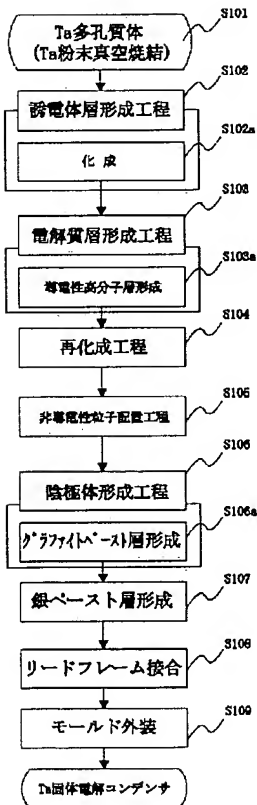 S101
Ta多孔質体
(Ta粉末真空焼結)
S102
誘電体層形成工程
S102a
化 成
S103
電解質層形成工程
S103a
導電性高分子層形成
S104
再化成工程
S105
非導電性粒子配置工程
S106
陰極体形成工程
S106a
グラファイトペースト層形成
S107
銀ペースト層形成
S108
リードフレーム接合
S109
モールド外装
Ta固体電解コンデンサ